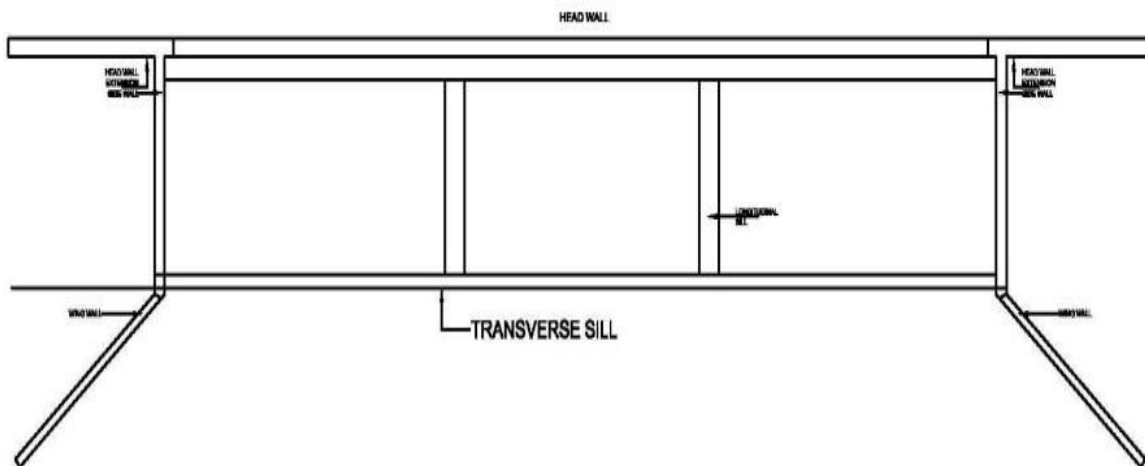 HEAD WALL
HEAD WALL
EXTENSION
SIDE WALL
HEAD WALL
EXTENSION
SIDE WALL
LONGITUDINAL
SILL
WING WALL
WING WALL
TRANSVERSE SILL